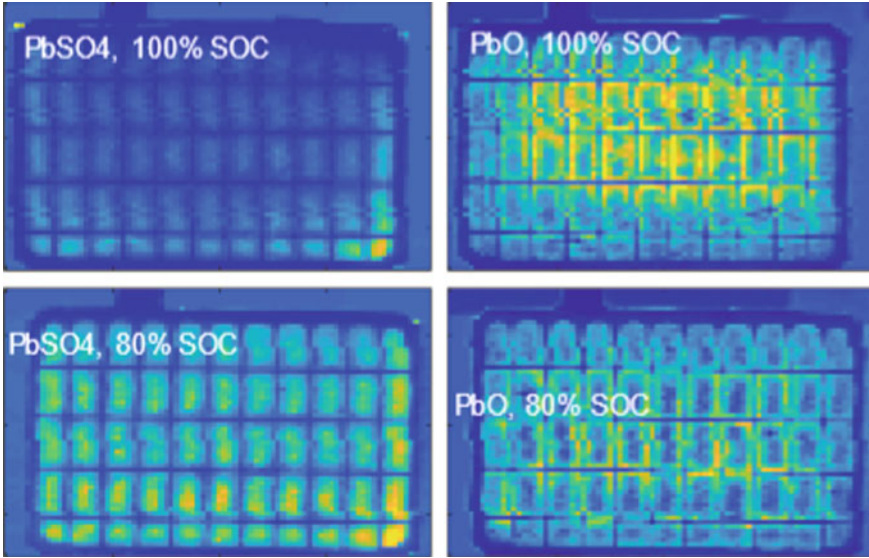 PbSO4, 100% SOC
PbO, 100% SOC
PbSO4, 80% SOC
PbO, 80% SOC